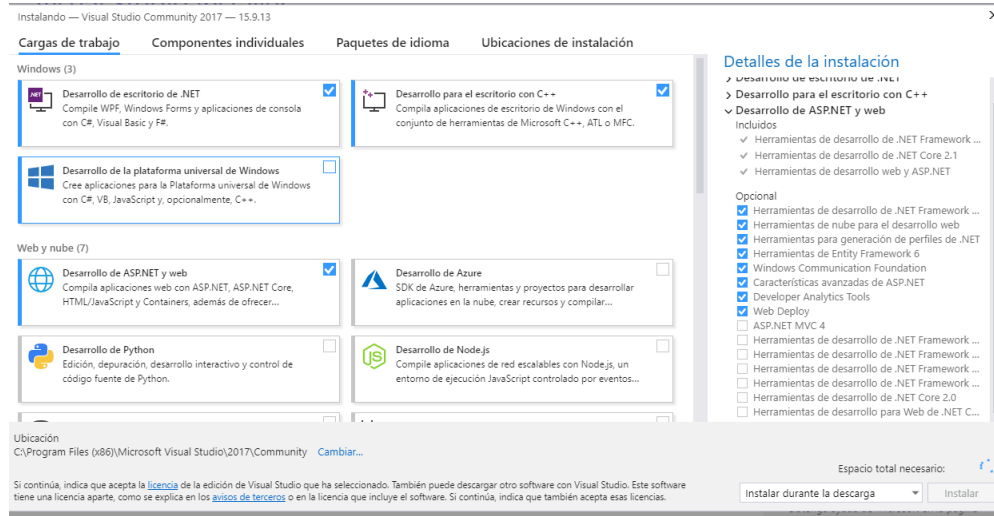 Instalando — Visual Studio Community 2017 — 15.9.13
Cargas de trabajo Componentes individuales Paquetes de idioma Ubicaciones de instalación
Windows (3)
Desarrollo de escritorio de .NET
Compile WPF, Windows Forms y aplicaciones de consola
con C#, Visual Basic y F#.
Desarrollo para el escritorio con C++
Compila aplicaciones de escritorio de Windows con el
conjunto de herramientas de Microsoft C++, ATL o MFC.
Desarrollo de la plataforma universal de Windows
Cree aplicaciones para la Plataforma universal de Windows
con C#, VB, JavaScript y, opcionalmente, C++.
Web y nube (7)
Desarrollo de ASP.NET y web
Compila aplicaciones web con ASP.NET, ASP.NET Core,
HTML/JavaScript y Containers, además de ofrecer...
Desarrollo de Azure
SDK de Azure, herramientas y proyectos para desarrollar
aplicaciones en la nube, crear recursos y compilar...
Desarrollo de Python
Edición, depuración, desarrollo interactivo y control de
código fuente de Python.
Desarrollo de Node.js
Compile aplicaciones de red escalables con Node.js, un
entorno de ejecución JavaScript controlado por eventos...
Detalles de la instalación
Desarrollo de escritorio de .NET
Desarrollo para el escritorio con C++
Desarrollo de ASP.NET y web
Incluidos
Herramientas de desarrollo de .NET Framework ...
Herramientas de desarrollo de .NET Core 2.1
Herramientas de desarrollo web y ASP.NET
Opcional
Herramientas de desarrollo de .NET Framework ...
Herramientas de nube para el desarrollo web
Herramientas para generación de perfiles de .NET
Herramientas de Entity Framework 6
Windows Communication Foundation
Características avanzadas de ASP.NET
Developer Analytics Tools
Web Deploy
ASP.NET MVC 4
Herramientas de desarrollo de .NET Framework ...
Herramientas de desarrollo de .NET Framework ...
Herramientas de desarrollo de .NET Framework ...
Herramientas de desarrollo de .NET Core 2.0
Herramientas de desarrollo para Web de .NET C...
Ubicación
C:\Program Files (x86)\Microsoft Visual Studio\2017\Community Cambiar...
Si continúa, indica que acepta la licencia de la edición de Visual Studio que ha seleccionado. También puede descargar otro software con Visual Studio. Este software
tiene una licencia aparte, como se explica en los avisos de terceros o en la licencia que incluye el software. Si continúa, indica que también acepta esas licencias.
Espacio total necesario:
Instalar durante la descarga
Instalar